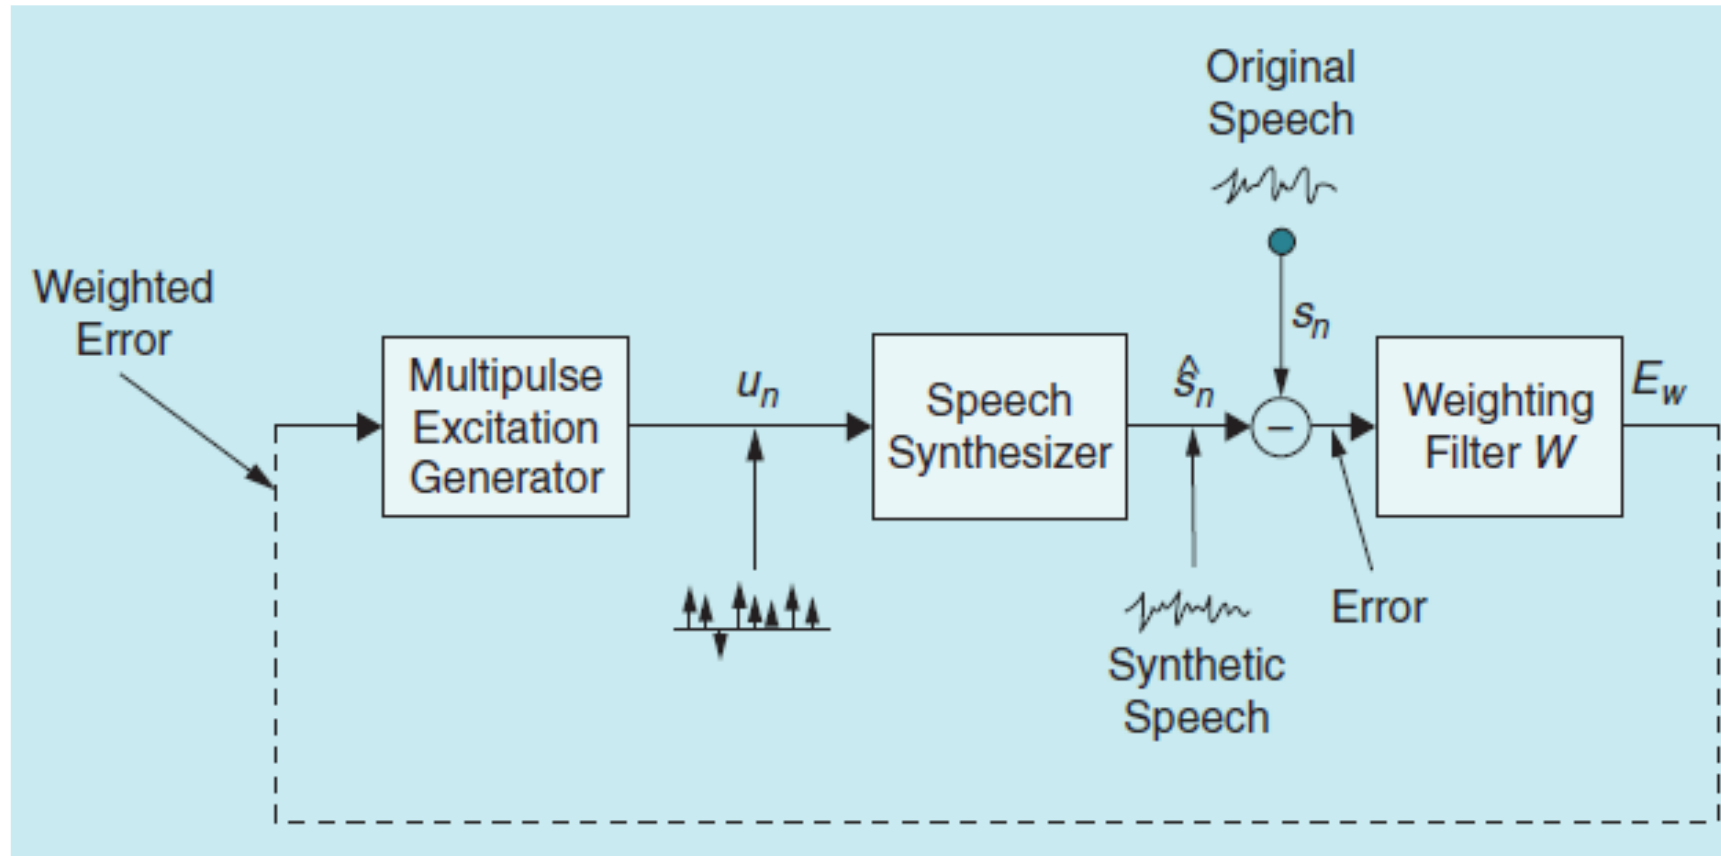 Original
Speech
Weighted
Error
s_n
Multipulse
Excitation
Generator
u_n
Speech
Synthesizer
ŝ_n
−
Weighting
Filter W
E_w
Error
Synthetic
Speech